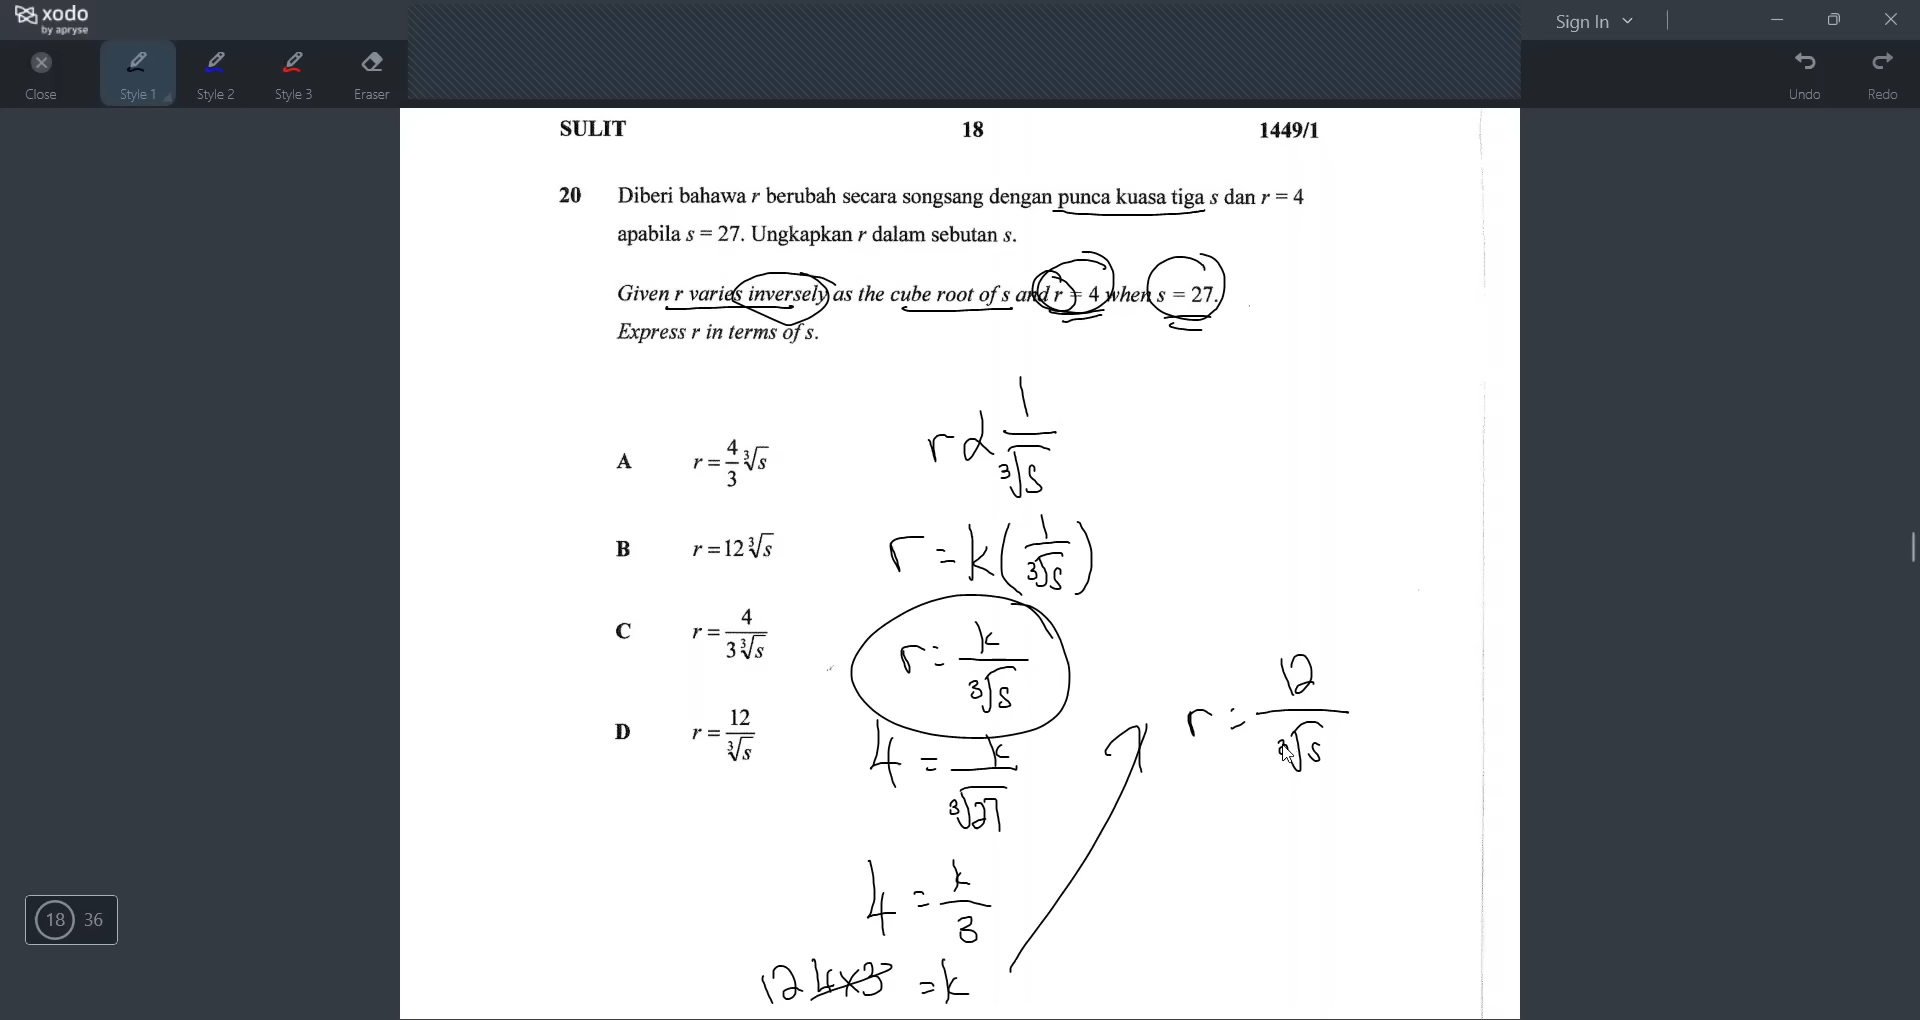 xodo
by apryse
Sign In
Close
Style 1
Style 2
Style 3
Eraser
Undo
Redo
SULIT 18 1449/1
20 Diberi bahawa r berubah secara songsang dengan punca kuasa tiga s dan r = 4
apabila s = 27. Ungkapkan r dalam sebutan s.
Given r varies inversely as the cube root of s and r = 4 when s = 27.
Express r in terms of s.
A r = 4/3 ∛s
B r = 12 ∛s
C r = 4/(3∛s)
D r = 12/∛s
r ∝ 1/∛s
r = k(1/∛s)
r = k/∛s
4 = k/∛27
4 = k/3
12 4×3 = k
r = 12/∛s
18 36